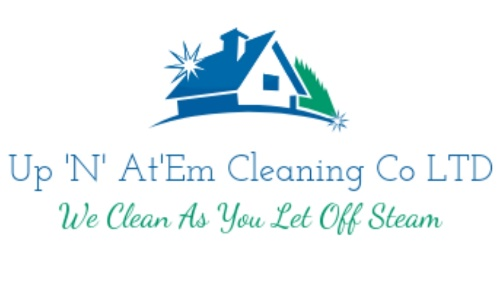 Up 'N' At'Em Cleaning Co LTD
We Clean As You Let Off Steam